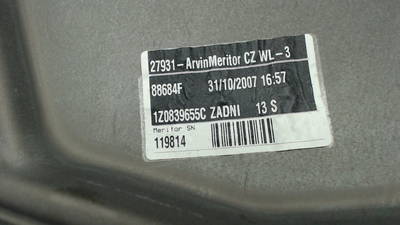 27931-ArvinMeritor CZ WL-3
88684F 31/10/2007 16:57
1Z0839655C ZADNI 13 S
Meritor SN
119814